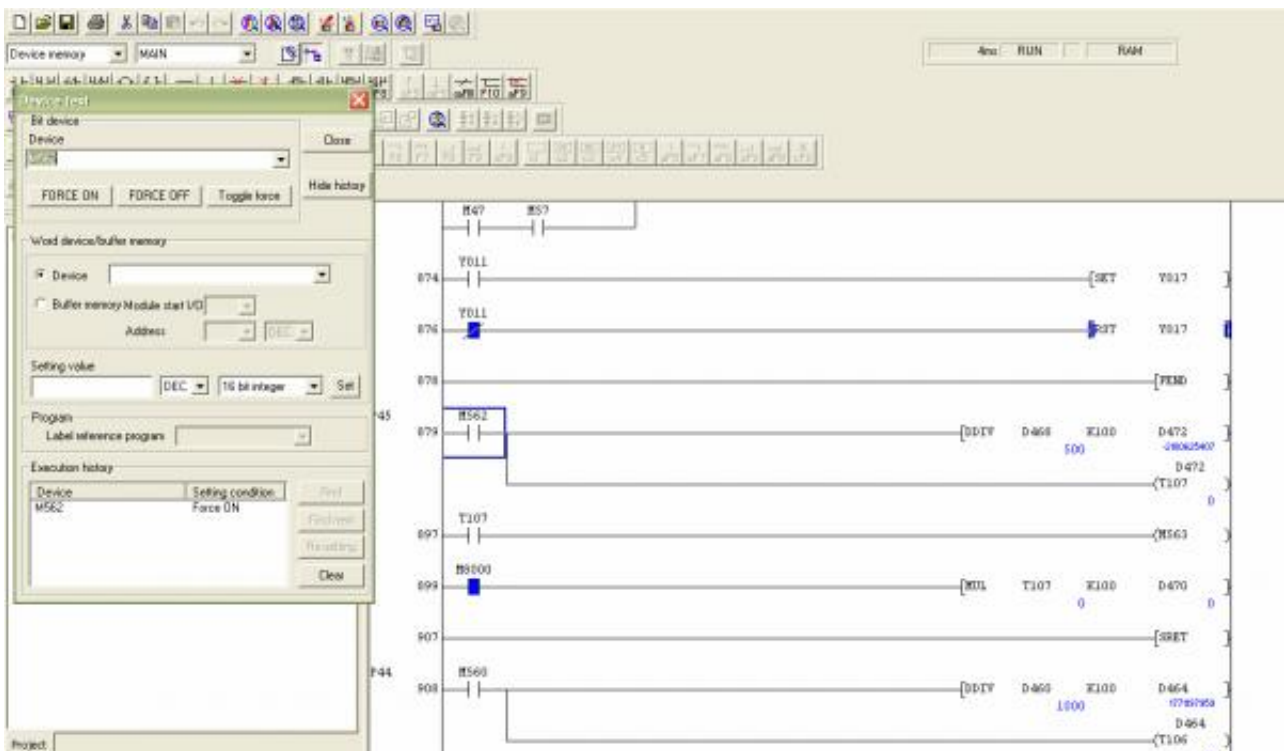 Device memory MAIN
4ms RUN RAM
Device test
Bit device
Device
Close
FORCE ON FORCE OFF Toggle force
Hide history
Word device/buffer memory
Device
Buffer memory Module start I/O
Address DEC
Setting value
DEC 16 bit integer Set
Program
Label reference program
Execution history
Device Setting condition
M562 Force ON
Find
Find next
Re-setting
Clear
Project
M47 M57
Y011
874 SET Y017
Y011
876 RST Y017
878 FEND
P45 M562
879 DDIV D468 K100 D472
500
D472
T107
0
T107
897 M563
M8000
899 MUL T107 K100 D470
0 0
907 SRET
P44 M560
908 DDIV D460 K100 D464
1000
D464
T106